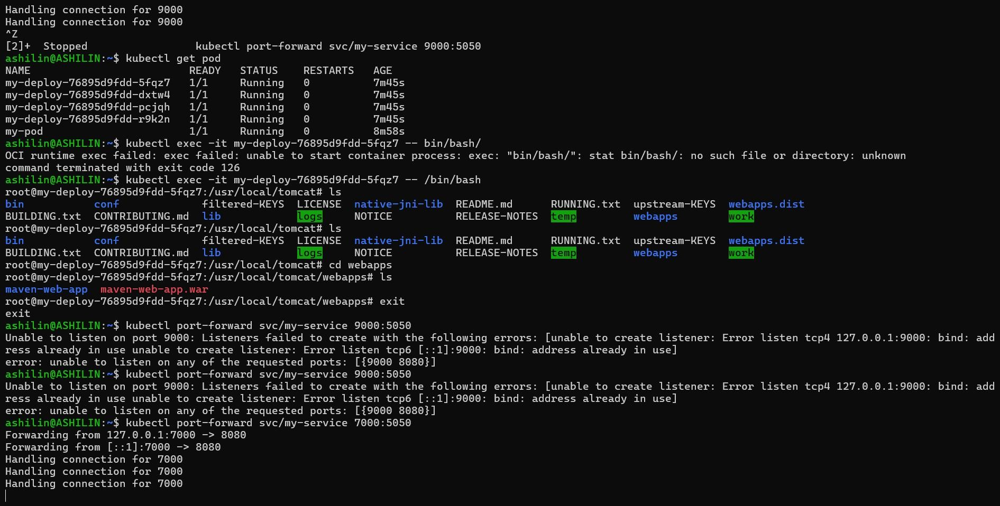 Handling connection for 9000
Handling connection for 9000
^Z
[2]+  Stopped                 kubectl port-forward svc/my-service 9000:5050
ashilin@ASHILIN:~$ kubectl get pod
NAME                         READY   STATUS    RESTARTS   AGE
my-deploy-76895d9fdd-5fqz7   1/1     Running   0          7m45s
my-deploy-76895d9fdd-dxtw4   1/1     Running   0          7m45s
my-deploy-76895d9fdd-pcjqh   1/1     Running   0          7m45s
my-deploy-76895d9fdd-r9k2n   1/1     Running   0          7m45s
my-pod                       1/1     Running   0          8m58s
ashilin@ASHILIN:~$ kubectl exec -it my-deploy-76895d9fdd-5fqz7 -- bin/bash/
OCI runtime exec failed: exec failed: unable to start container process: exec: "bin/bash/": stat bin/bash/: no such file or directory: unknown
command terminated with exit code 126
ashilin@ASHILIN:~$ kubectl exec -it my-deploy-76895d9fdd-5fqz7 -- /bin/bash
root@my-deploy-76895d9fdd-5fqz7:/usr/local/tomcat# ls
bin           conf             filtered-KEYS  LICENSE  native-jni-lib  README.md      RUNNING.txt  upstream-KEYS  webapps.dist
BUILDING.txt  CONTRIBUTING.md  lib            logs     NOTICE          RELEASE-NOTES  temp         webapps        work
root@my-deploy-76895d9fdd-5fqz7:/usr/local/tomcat# ls
bin           conf             filtered-KEYS  LICENSE  native-jni-lib  README.md      RUNNING.txt  upstream-KEYS  webapps.dist
BUILDING.txt  CONTRIBUTING.md  lib            logs     NOTICE          RELEASE-NOTES  temp         webapps        work
root@my-deploy-76895d9fdd-5fqz7:/usr/local/tomcat# cd webapps
root@my-deploy-76895d9fdd-5fqz7:/usr/local/tomcat/webapps# ls
maven-web-app  maven-web-app.war
root@my-deploy-76895d9fdd-5fqz7:/usr/local/tomcat/webapps# exit
exit
ashilin@ASHILIN:~$ kubectl port-forward svc/my-service 9000:5050
Unable to listen on port 9000: Listeners failed to create with the following errors: [unable to create listener: Error listen tcp4 127.0.0.1:9000: bind: add
ress already in use unable to create listener: Error listen tcp6 [::1]:9000: bind: address already in use]
error: unable to listen on any of the requested ports: [{9000 8080}]
ashilin@ASHILIN:~$ kubectl port-forward svc/my-service 9000:5050
Unable to listen on port 9000: Listeners failed to create with the following errors: [unable to create listener: Error listen tcp4 127.0.0.1:9000: bind: add
ress already in use unable to create listener: Error listen tcp6 [::1]:9000: bind: address already in use]
error: unable to listen on any of the requested ports: [{9000 8080}]
ashilin@ASHILIN:~$ kubectl port-forward svc/my-service 7000:5050
Forwarding from 127.0.0.1:7000 -> 8080
Forwarding from [::1]:7000 -> 8080
Handling connection for 7000
Handling connection for 7000
Handling connection for 7000